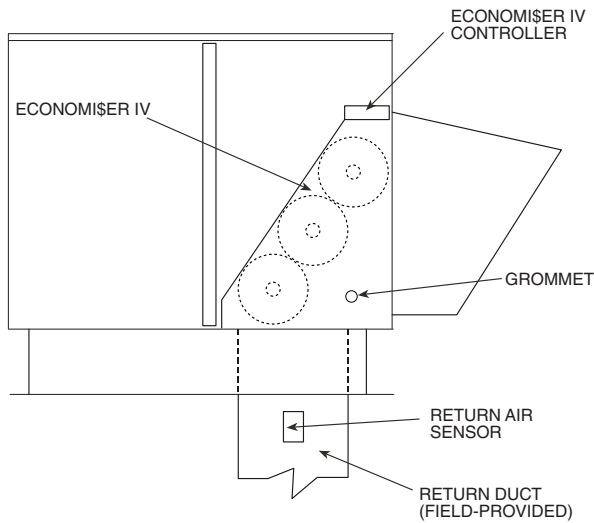 ECONOMI$ER IV
CONTROLLER
ECONOMI$ER IV
GROMMET
RETURN AIR
SENSOR
RETURN DUCT
(FIELD-PROVIDED)